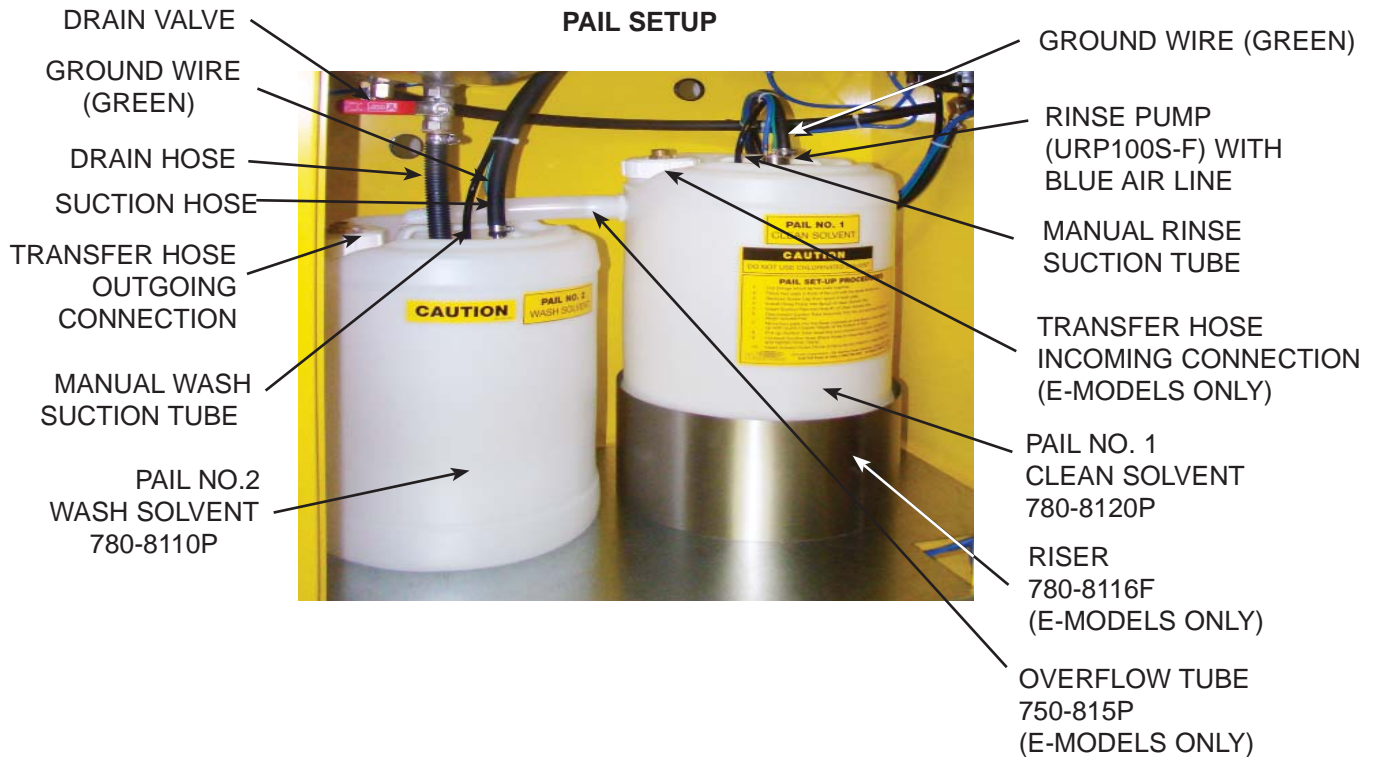 PAIL SETUP
DRAIN VALVE
GROUND WIRE
(GREEN)
DRAIN HOSE
SUCTION HOSE
TRANSFER HOSE
OUTGOING
CONNECTION
MANUAL WASH
SUCTION TUBE
PAIL NO.2
WASH SOLVENT
780-8110P
GROUND WIRE (GREEN)
RINSE PUMP
(URP100S-F) WITH
BLUE AIR LINE
MANUAL RINSE
SUCTION TUBE
TRANSFER HOSE
INCOMING CONNECTION
(E-MODELS ONLY)
PAIL NO. 1
CLEAN SOLVENT
780-8120P
RISER
780-8116F
(E-MODELS ONLY)
OVERFLOW TUBE
750-815P
(E-MODELS ONLY)
CAUTION
PAIL NO. 2
WASH SOLVENT
PAIL NO. 1
CLEAN SOLVENT
CAUTION
DO NOT USE CHLORINATED
PAIL SET-UP PROCEDURE